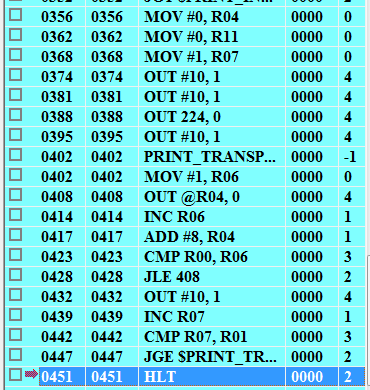 0356 0356 MOV #0, R04 0000 0
0362 0362 MOV #0, R11 0000 0
0368 0368 MOV #1, R07 0000 0
0374 0374 OUT #10, 1 0000 4
0381 0381 OUT #10, 1 0000 4
0388 0388 OUT 224, 0 0000 4
0395 0395 OUT #10, 1 0000 4
0402 0402 PRINT_TRANSP... 0000 -1
0402 0402 MOV #1, R06 0000 0
0408 0408 OUT @R04, 0 0000 4
0414 0414 INC R06 0000 1
0417 0417 ADD #8, R04 0000 1
0423 0423 CMP R00, R06 0000 3
0428 0428 JLE 408 0000 2
0432 0432 OUT #10, 1 0000 4
0439 0439 INC R07 0000 1
0442 0442 CMP R07, R01 0000 3
0447 0447 JGE $PRINT_TR... 0000 2
0451 0451 HLT 0000 2